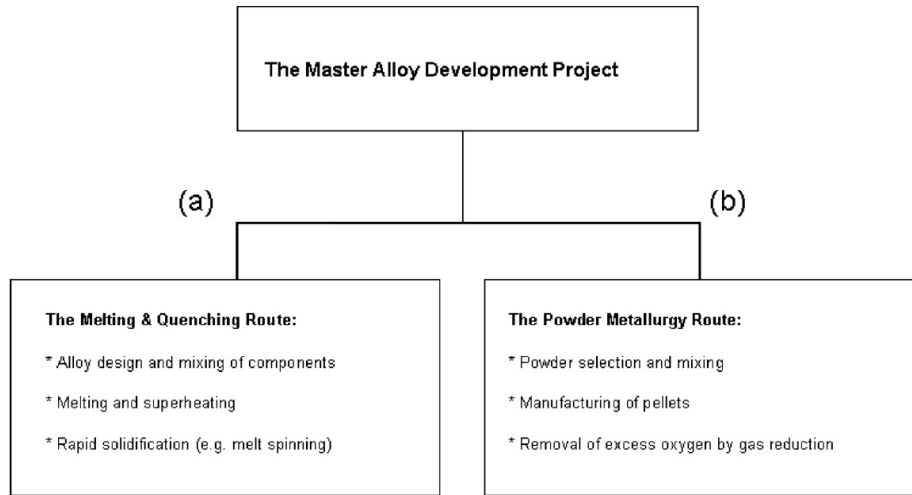 The Master Alloy Development Project
(a)
(b)
The Melting & Quenching Route:
* Alloy design and mixing of components
* Melting and superheating
* Rapid solidification (e.g. melt spinning)
The Powder Metallurgy Route:
* Powder selection and mixing
* Manufacturing of pellets
* Removal of excess oxygen by gas reduction